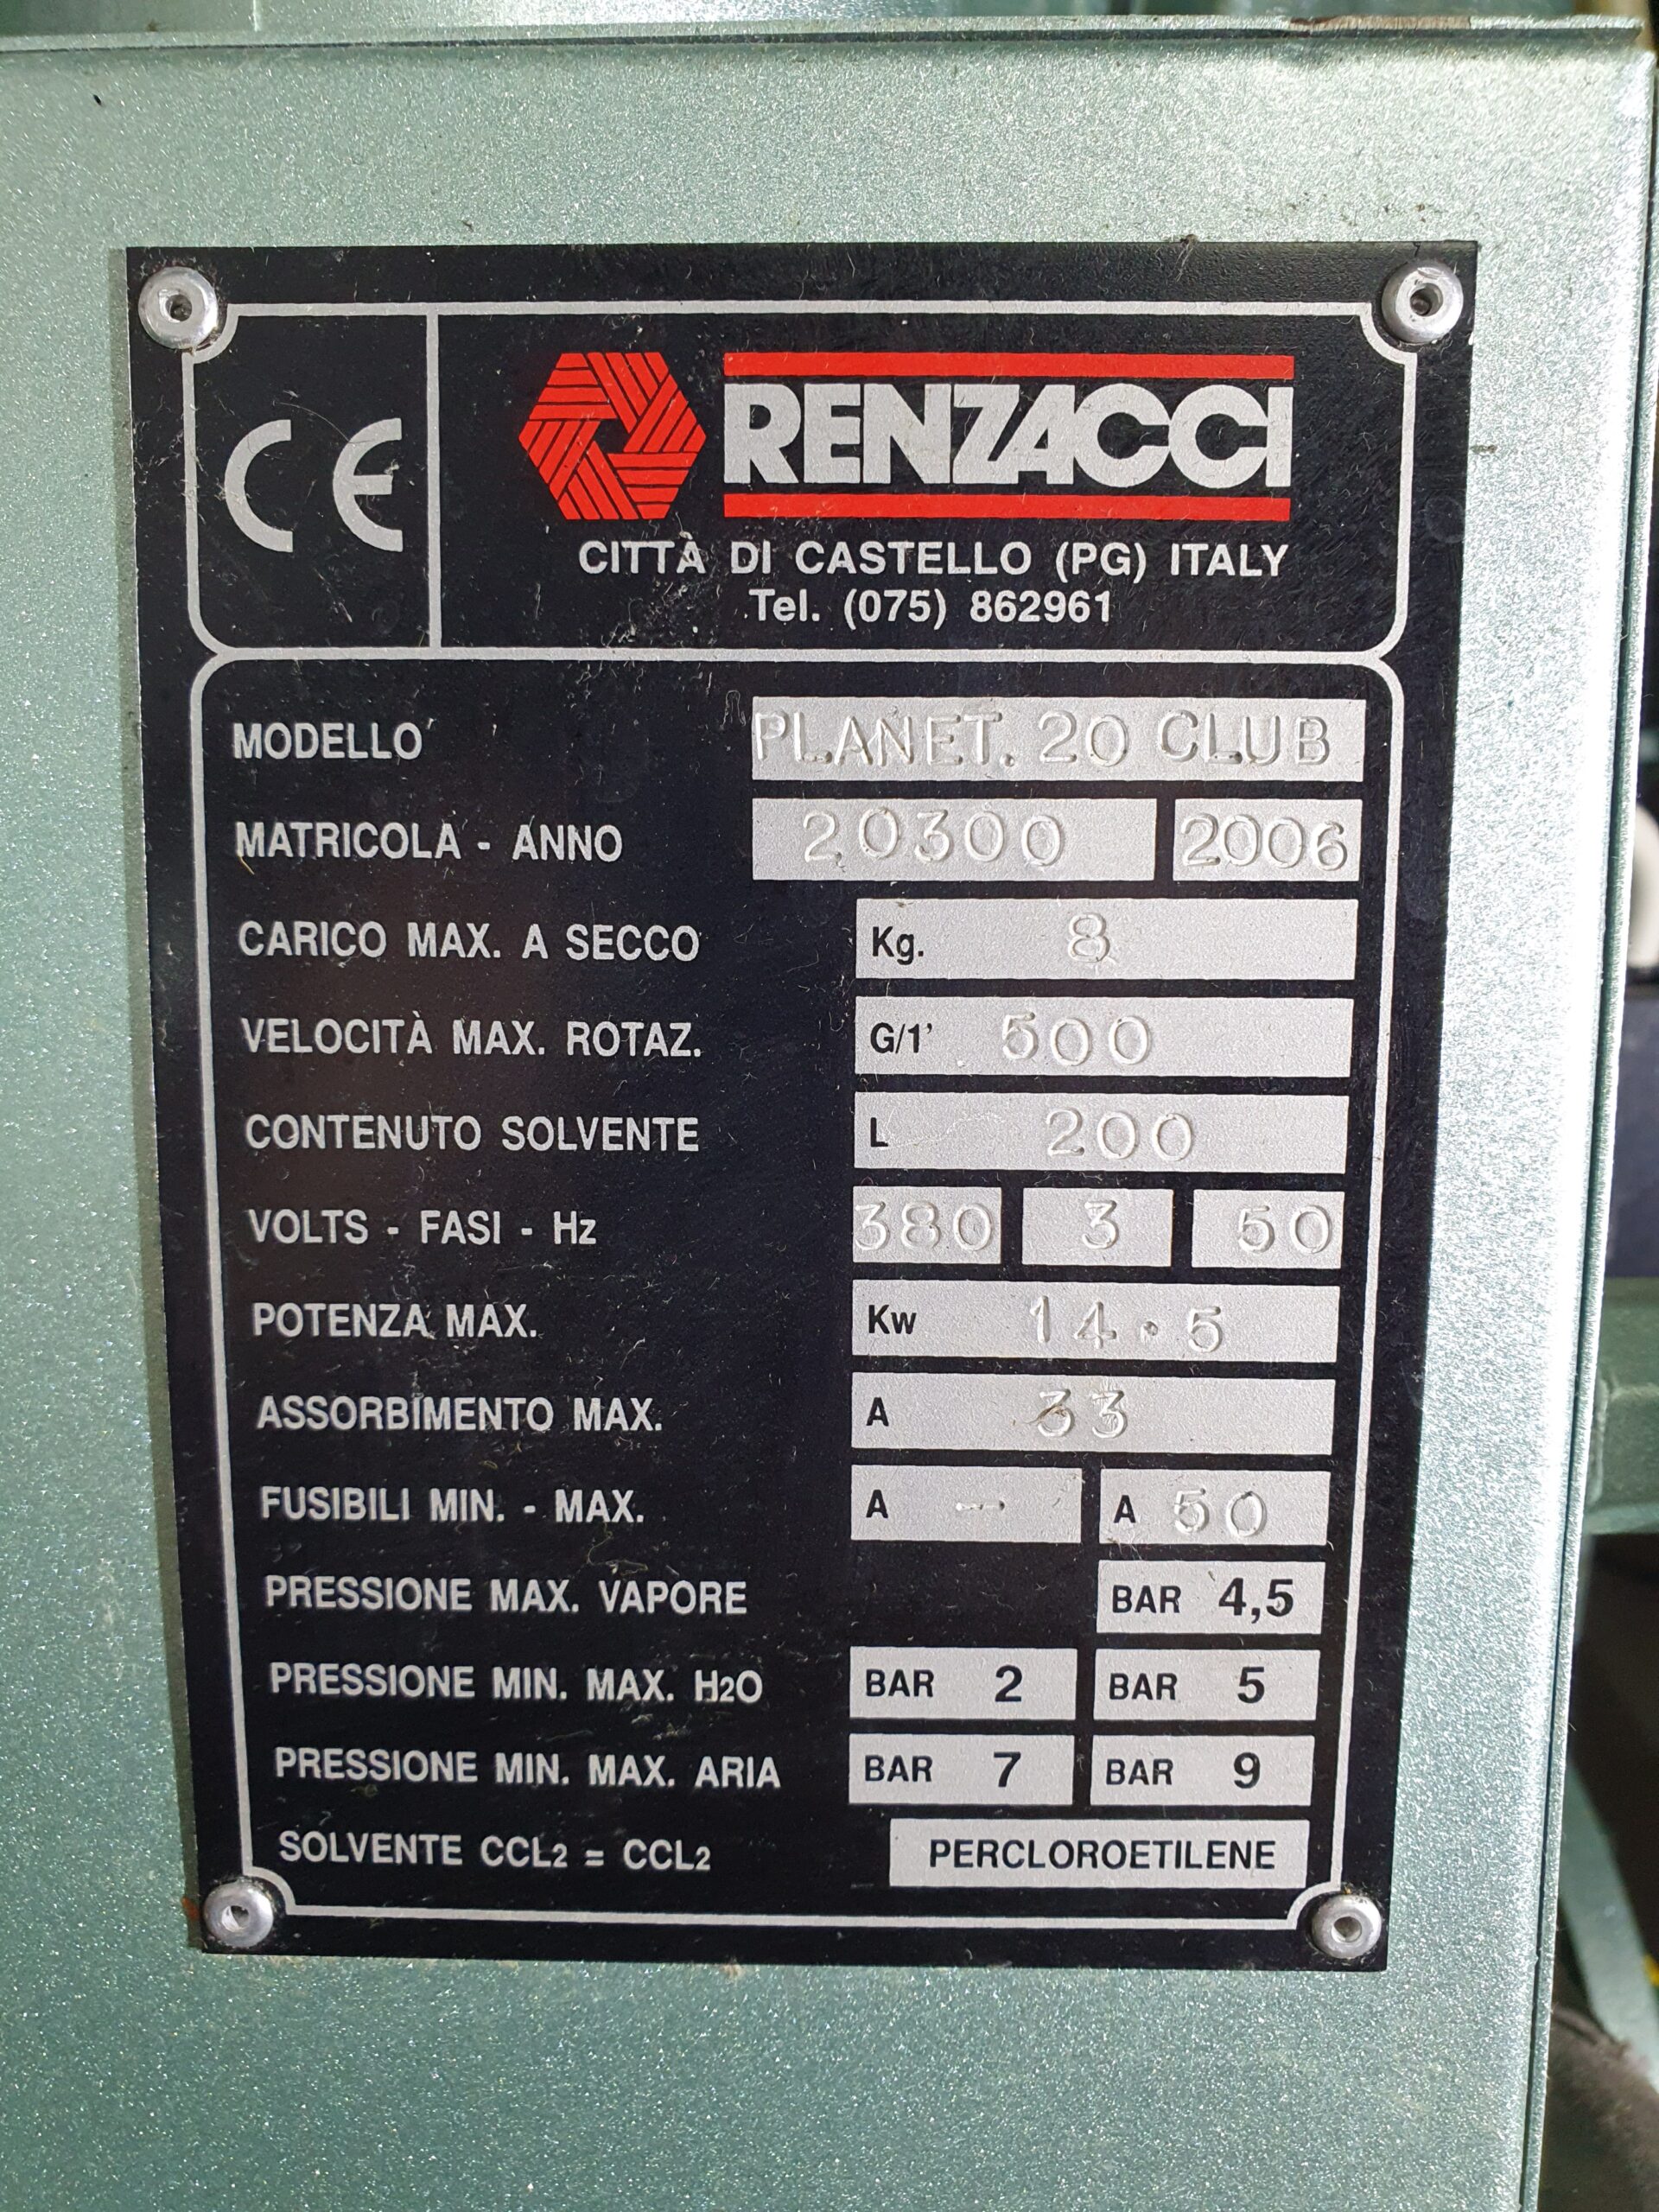 CE
RENZACCI
CITTÀ DI CASTELLO (PG) ITALY
Tel. (075) 862961
MODELLO PLANET. 20 CLUB
MATRICOLA - ANNO 20300 2006
CARICO MAX. A SECCO Kg. 8
VELOCITÀ MAX. ROTAZ. G/1' 500
CONTENUTO SOLVENTE L 200
VOLTS - FASI - Hz 380 3 50
POTENZA MAX. Kw 14.5
ASSORBIMENTO MAX. A 33
FUSIBILI MIN. - MAX. A - A 50
PRESSIONE MAX. VAPORE BAR 4,5
PRESSIONE MIN. MAX. H2O BAR 2 BAR 5
PRESSIONE MIN. MAX. ARIA BAR 7 BAR 9
SOLVENTE CCL2 = CCL2 PERCLOROETILENE